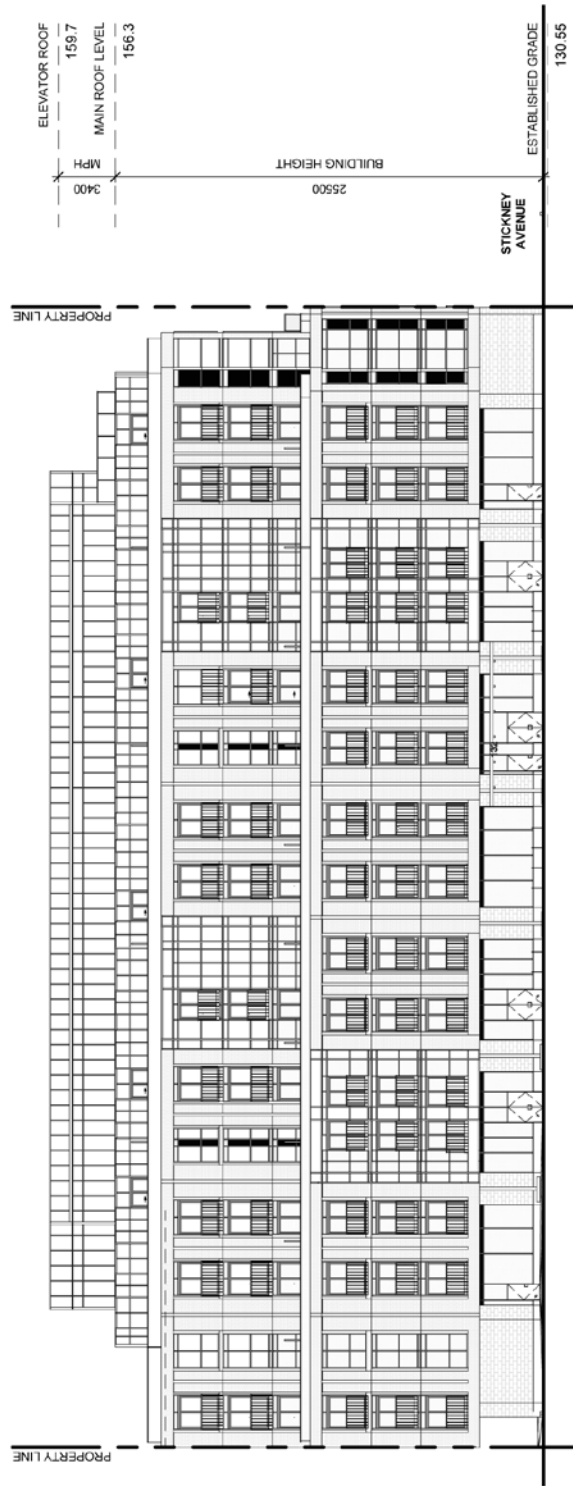 ELEVATOR ROOF
159.7
MAIN ROOF LEVEL
156.3
MPH
3400
BUILDING HEIGHT
25500
ESTABLISHED GRADE
130.55
STICKNEY
AVENUE
PROPERTY LINE
32
PROPERTY LINE